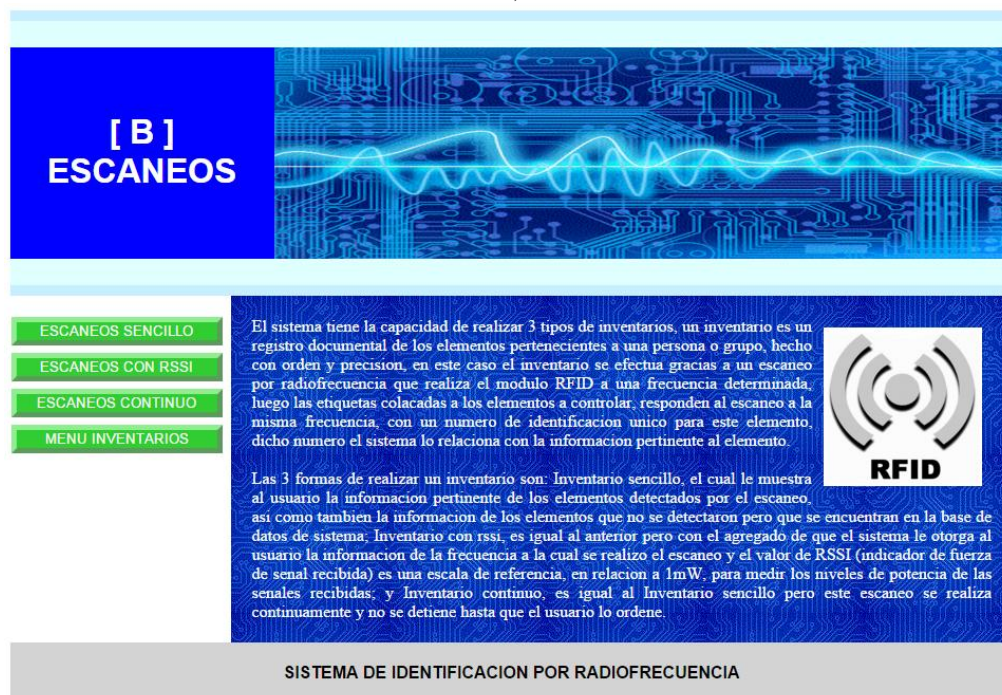 [ B ]
ESCANEOS
ESCANEOS SENCILLO
ESCANEOS CON RSSI
ESCANEOS CONTINUO
MENU INVENTARIOS
El sistema tiene la capacidad de realizar 3 tipos de inventarios, un inventario es un
registro documental de los elementos pertenecientes a una persona o grupo, hecho
con orden y precision, en este caso el inventario se efectua gracias a un escaneo
por radiofrecuencia que realiza el modulo RFID a una frecuencia determinada,
luego las etiquetas colacadas a los elementos a controlar, responden al escaneo a la
misma frecuencia, con un numero de identificacion unico para este elemento,
dicho numero el sistema lo relaciona con la informacion pertinente al elemento.
RFID
Las 3 formas de realizar un inventario son: Inventario sencillo, el cual le muestra
al usuario la informacion pertinente de los elementos detectados por el escaneo,
asi como tambien la informacion de los elementos que no se detectaron pero que se encuentran en la base de
datos de sistema; Inventario con rssi, es igual al anterior pero con el agregado de que el sistema le otorga al
usuario la informacion de la frecuencia a la cual se realizo el escaneo y el valor de RSSI (indicador de fuerza
de senal recibida) es una escala de referencia, en relacion a 1mW, para medir los niveles de potencia de las
senales recibidas; y Inventario continuo, es igual al Inventario sencillo pero este escaneo se realiza
continuamente y no se detiene hasta que el usuario lo ordene.
SISTEMA DE IDENTIFICACION POR RADIOFRECUENCIA